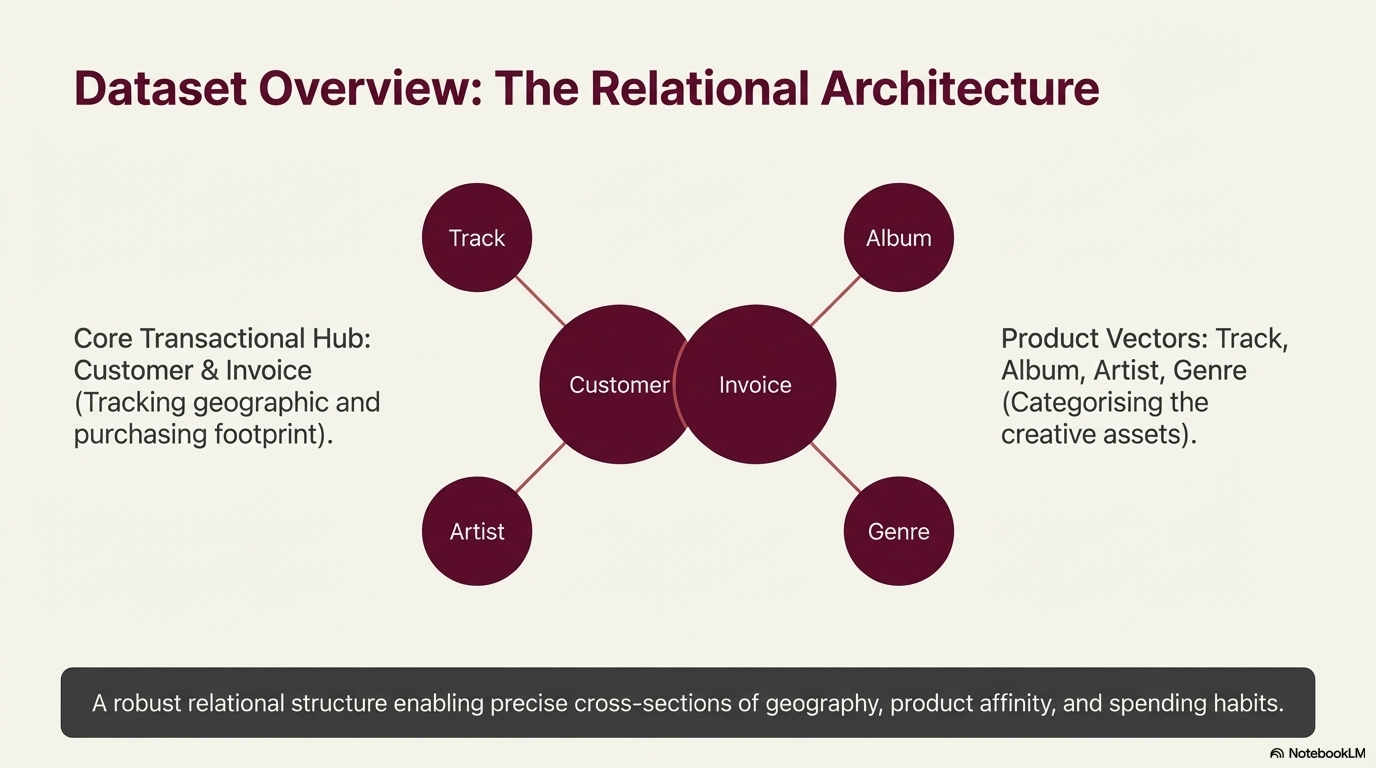 Dataset Overview: The Relational Architecture
Track
Album
Core Transactional Hub:
Customer & Invoice
(Tracking geographic and
purchasing footprint).
Customer
Invoice
Product Vectors: Track,
Album, Artist, Genre
(Categorising the
creative assets).
Artist
Genre
A robust relational structure enabling precise cross-sections of geography, product affinity, and spending habits.
NotebookLM